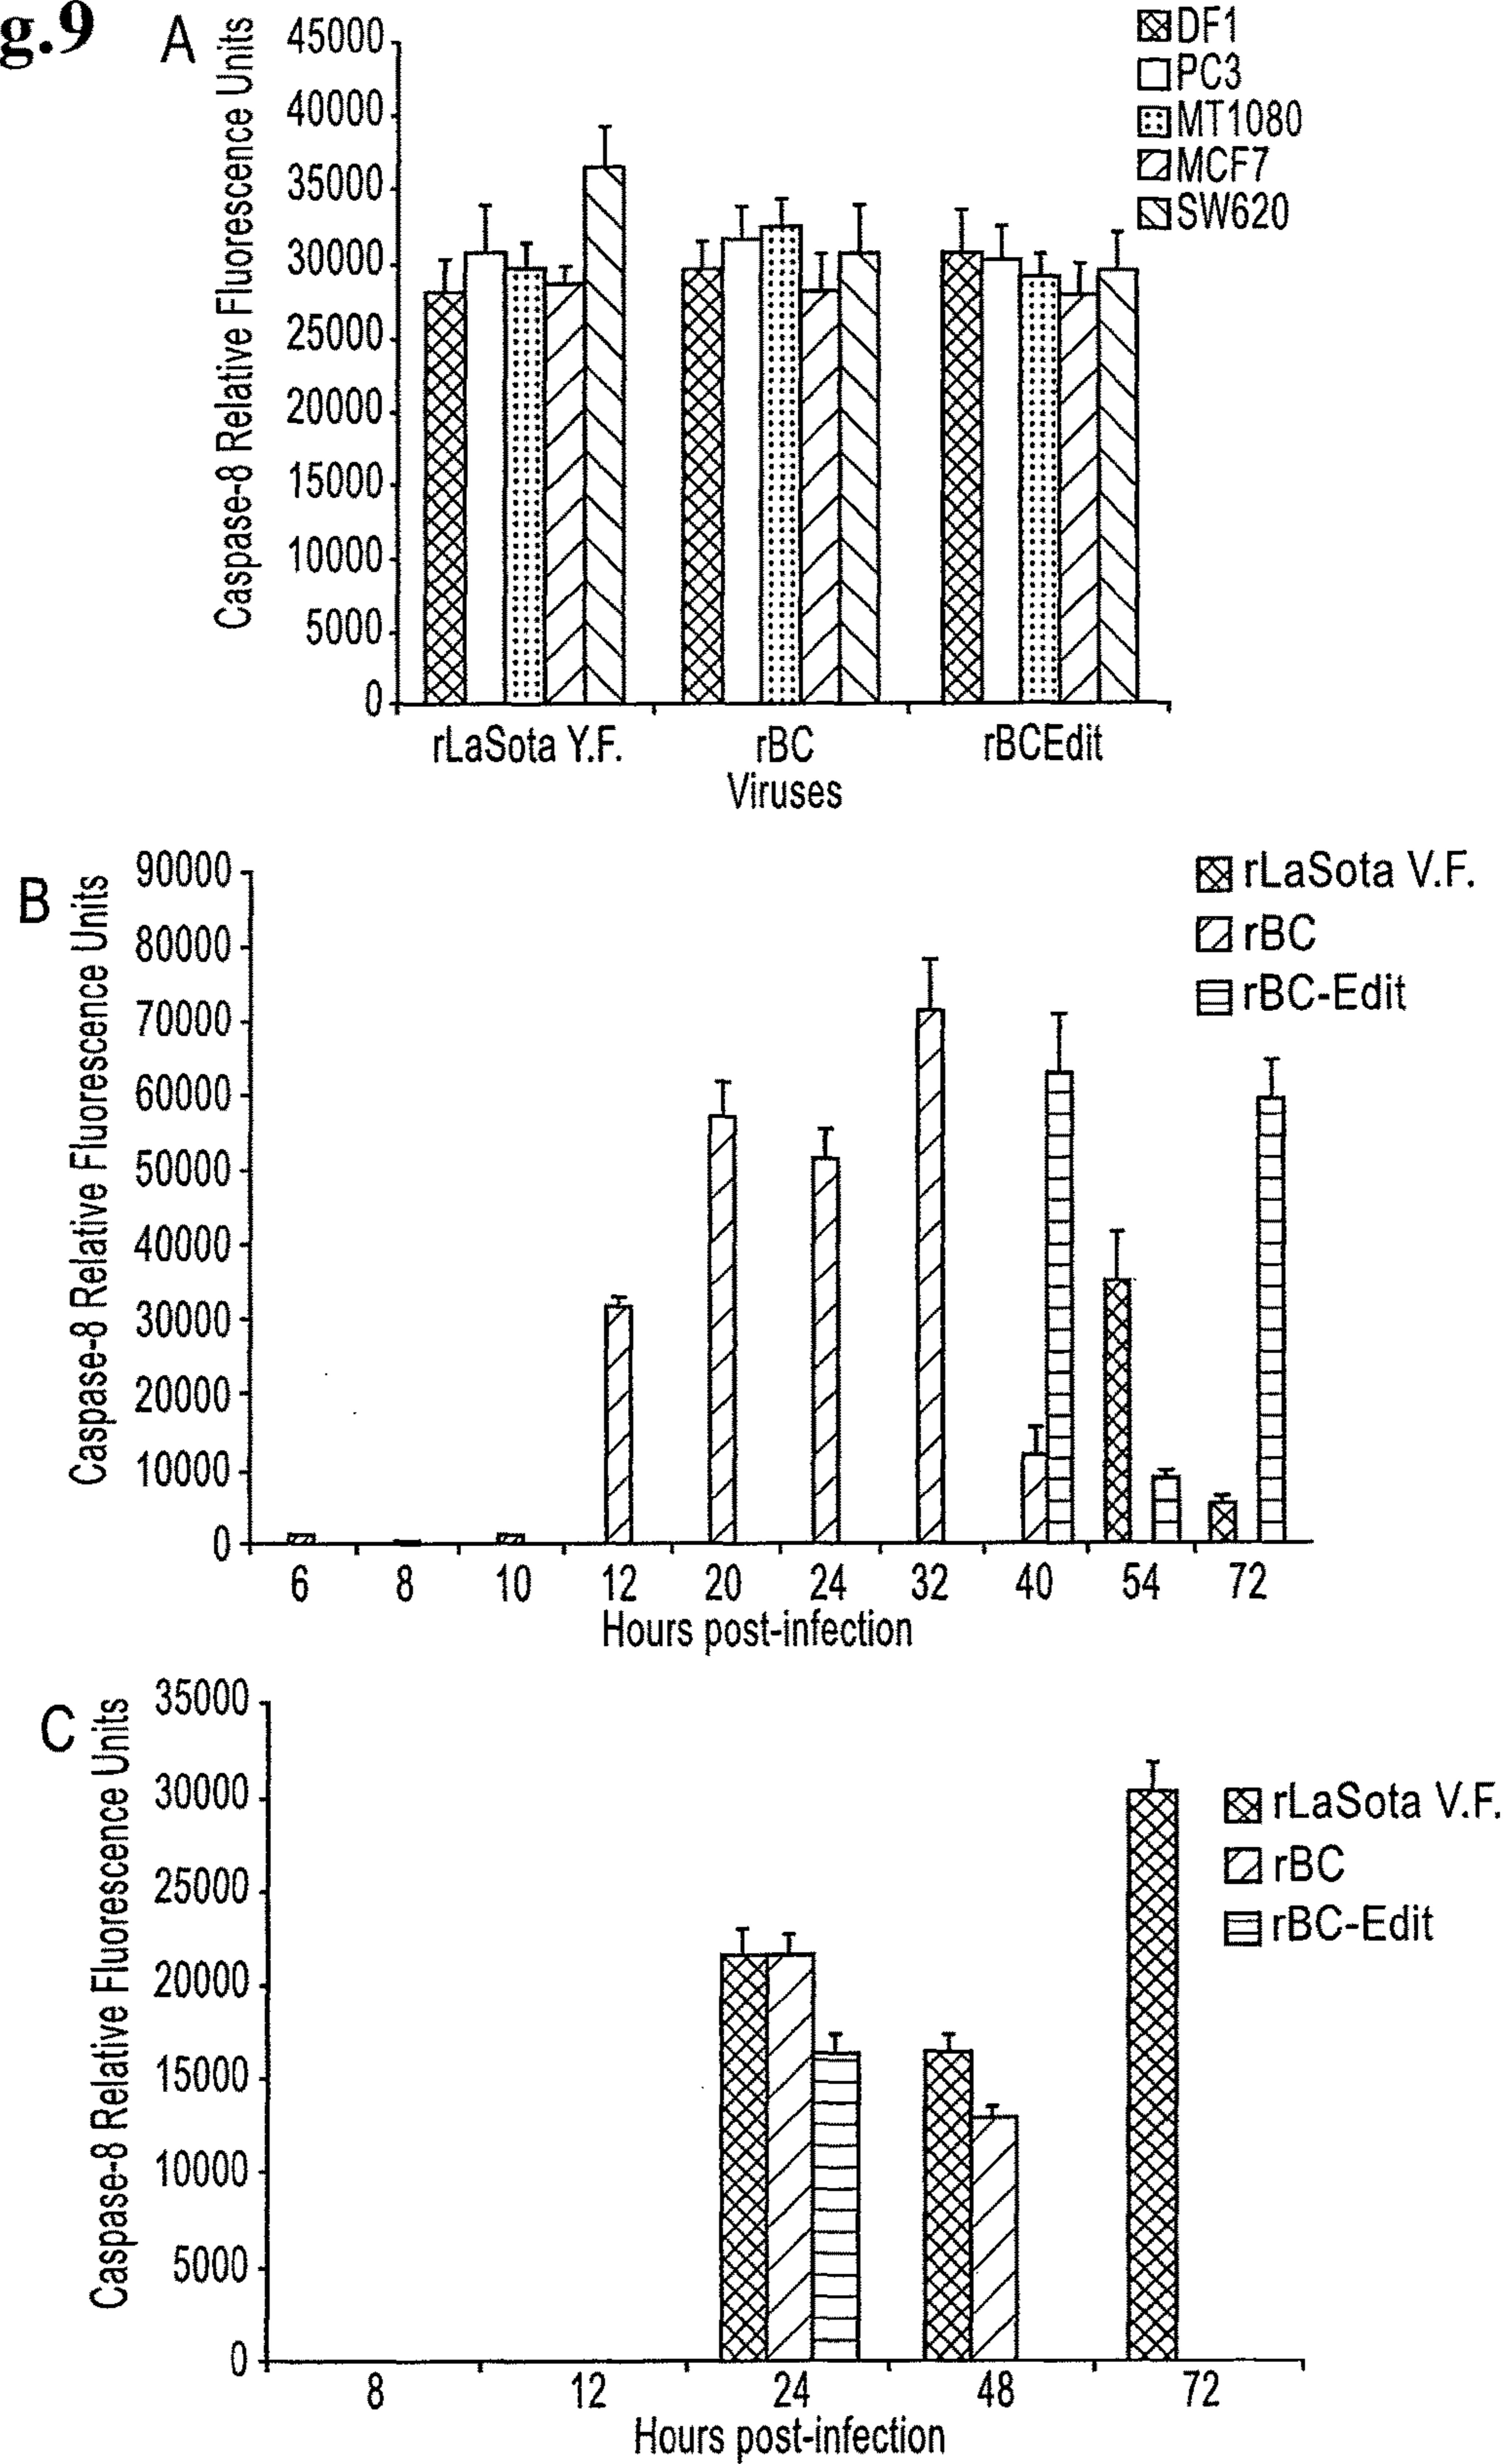 g.9
A
Caspase-8 Relative Fluorescence Units
45000
40000
35000
30000
25000
20000
15000
10000
5000
0
DF1
PC3
MT1080
MCF7
SW620
rLaSota Y.F.
rBC
rBCEdit
Viruses
B
Caspase-8 Relative Fluorescence Units
90000
80000
70000
60000
50000
40000
30000
20000
10000
0
rLaSota V.F.
rBC
rBC-Edit
6 8 10 12 20 24 32 40 54 72
Hours post-infection
C
Caspase-8 Relative Fluorescence Units
35000
30000
25000
20000
15000
10000
5000
0
rLaSota V.F.
rBC
rBC-Edit
8 12 24 48 72
Hours post-infection